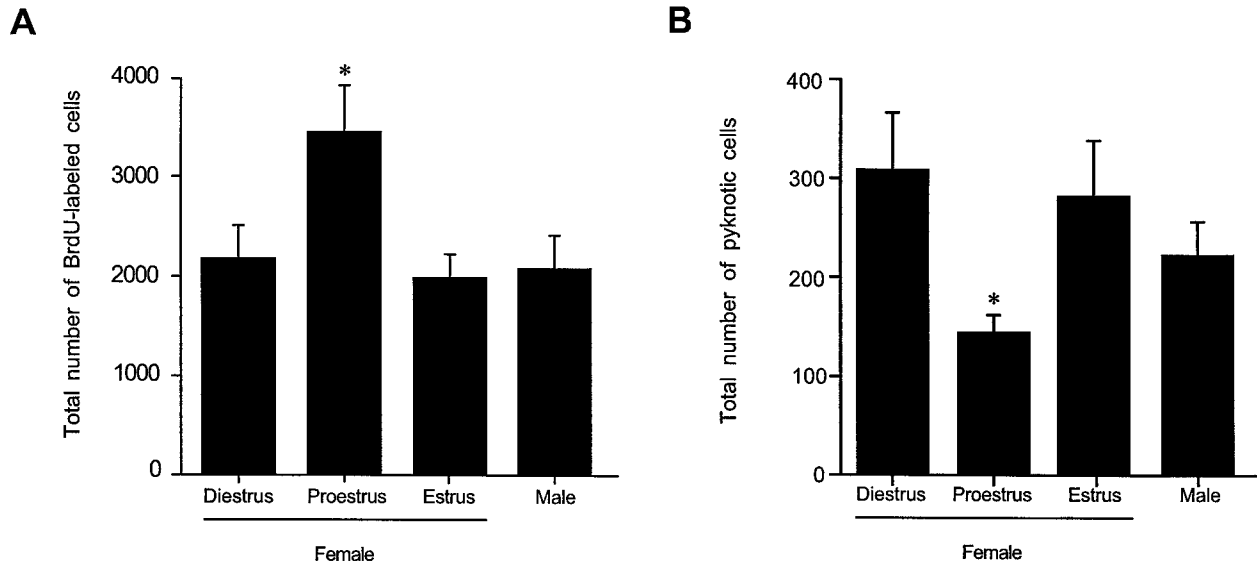 A
Total number of BrdU-labeled cells
4000
3000
2000
1000
0
*
Diestrus Proestrus Estrus Male
Female
B
Total number of pyknotic cells
400
300
200
100
0
*
Diestrus Proestrus Estrus Male
Female